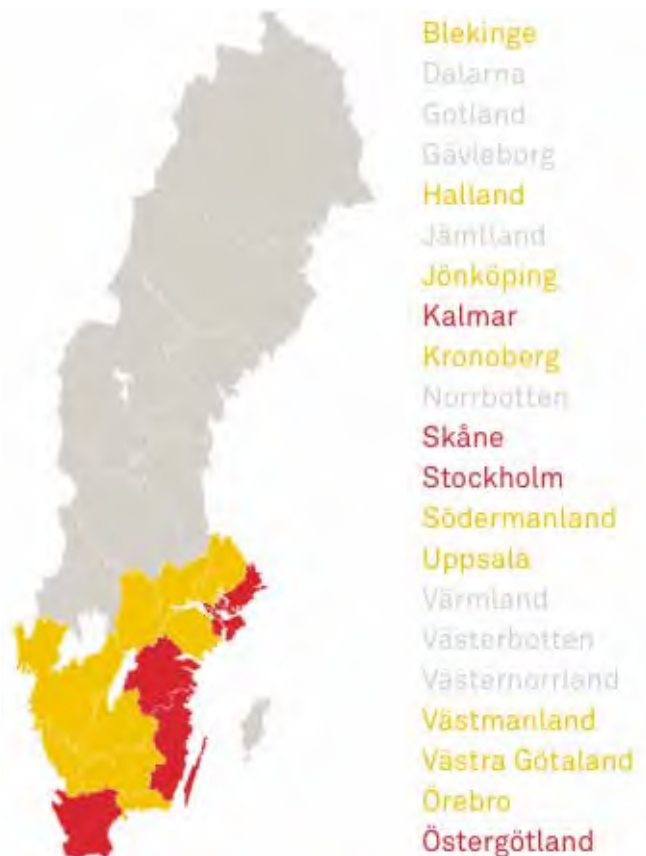 Blekinge
Dalarna
Gotland
Gävleborg
Halland
Jämtland
Jönköping
Kalmar
Kronoberg
Norrbotten
Skåne
Stockholm
Södermanland
Uppsala
Värmland
Västerbotten
Västernorrland
Västmanland
Västra Götaland
Örebro
Östergötland